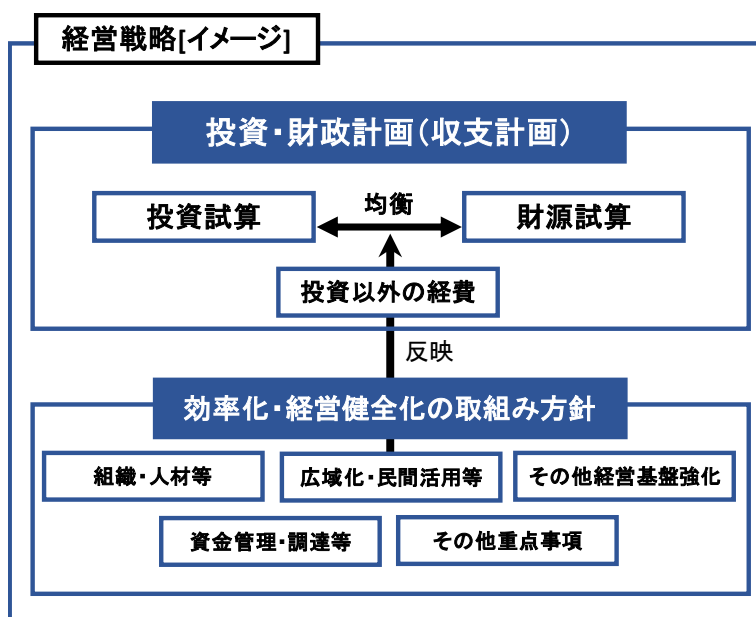 経営戦略[イメージ]
投資・財政計画(収支計画)
投資試算
均衡
財源試算
投資以外の経費
反映
効率化・経営健全化の取組み方針
組織・人材等
広域化・民間活用等
その他経営基盤強化
資金管理・調達等
その他重点事項